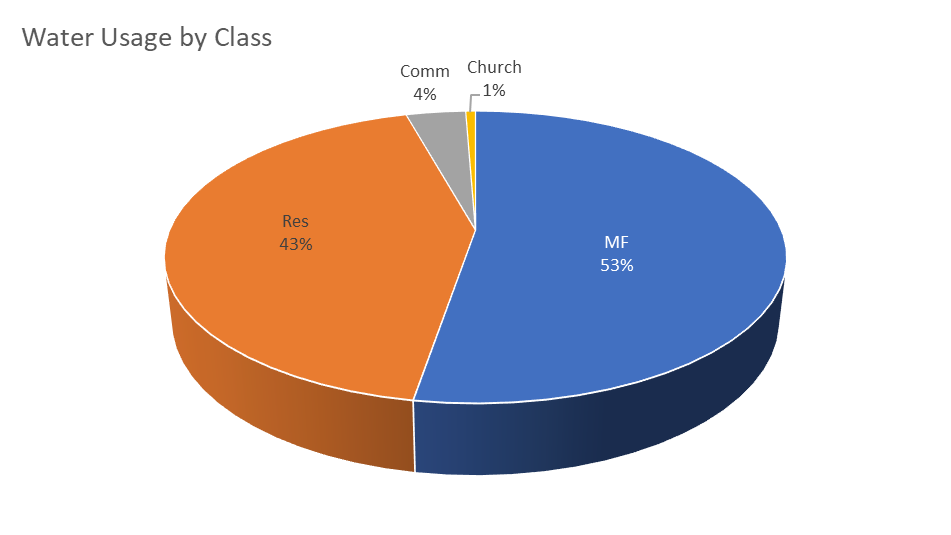 Water Usage by Class
Comm
4%
Church
1%
Res
43%
MF
53%